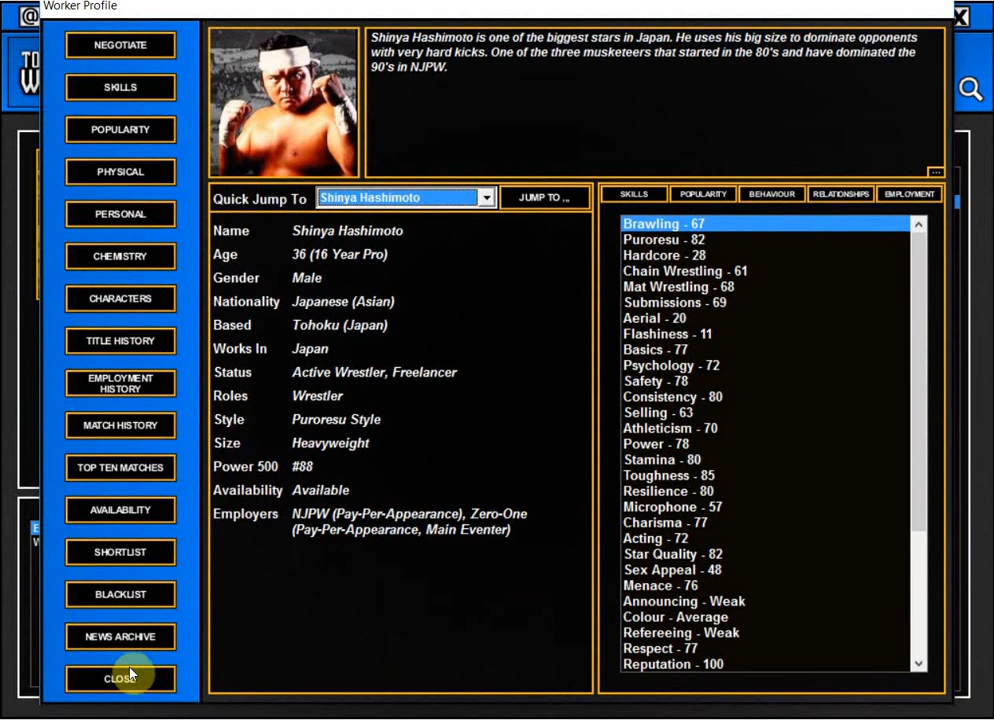 Worker Profile
@
X
TO
W
NEGOTIATE
SKILLS
POPULARITY
PHYSICAL
PERSONAL
CHEMISTRY
CHARACTERS
TITLE HISTORY
EMPLOYMENT
HISTORY
MATCH HISTORY
TOP TEN MATCHES
AVAILABILITY
SHORTLIST
BLACKLIST
NEWS ARCHIVE
CLOSE
Shinya Hashimoto is one of the biggest stars in Japan. He uses his big size to dominate opponents
with very hard kicks. One of the three musketeers that started in the 80's and have dominated the
90's in NJPW.
...
Quick Jump To Shinya Hashimoto JUMP TO ...
Name Shinya Hashimoto
Age 36 (16 Year Pro)
Gender Male
Nationality Japanese (Asian)
Based Tohoku (Japan)
Works In Japan
Status Active Wrestler, Freelancer
Roles Wrestler
Style Puroresu Style
Size Heavyweight
Power 500 #88
Availability Available
Employers NJPW (Pay-Per-Appearance), Zero-One
(Pay-Per-Appearance, Main Eventer)
SKILLS POPULARITY BEHAVIOUR RELATIONSHIPS EMPLOYMENT
Brawling - 67
Puroresu - 82
Hardcore - 28
Chain Wrestling - 61
Mat Wrestling - 68
Submissions - 69
Aerial - 20
Flashiness - 11
Basics - 77
Psychology - 72
Safety - 78
Consistency - 80
Selling - 63
Athleticism - 70
Power - 78
Stamina - 80
Toughness - 85
Resilience - 80
Microphone - 57
Charisma - 77
Acting - 72
Star Quality - 82
Sex Appeal - 48
Menace - 76
Announcing - Weak
Colour - Average
Refereeing - Weak
Respect - 77
Reputation - 100